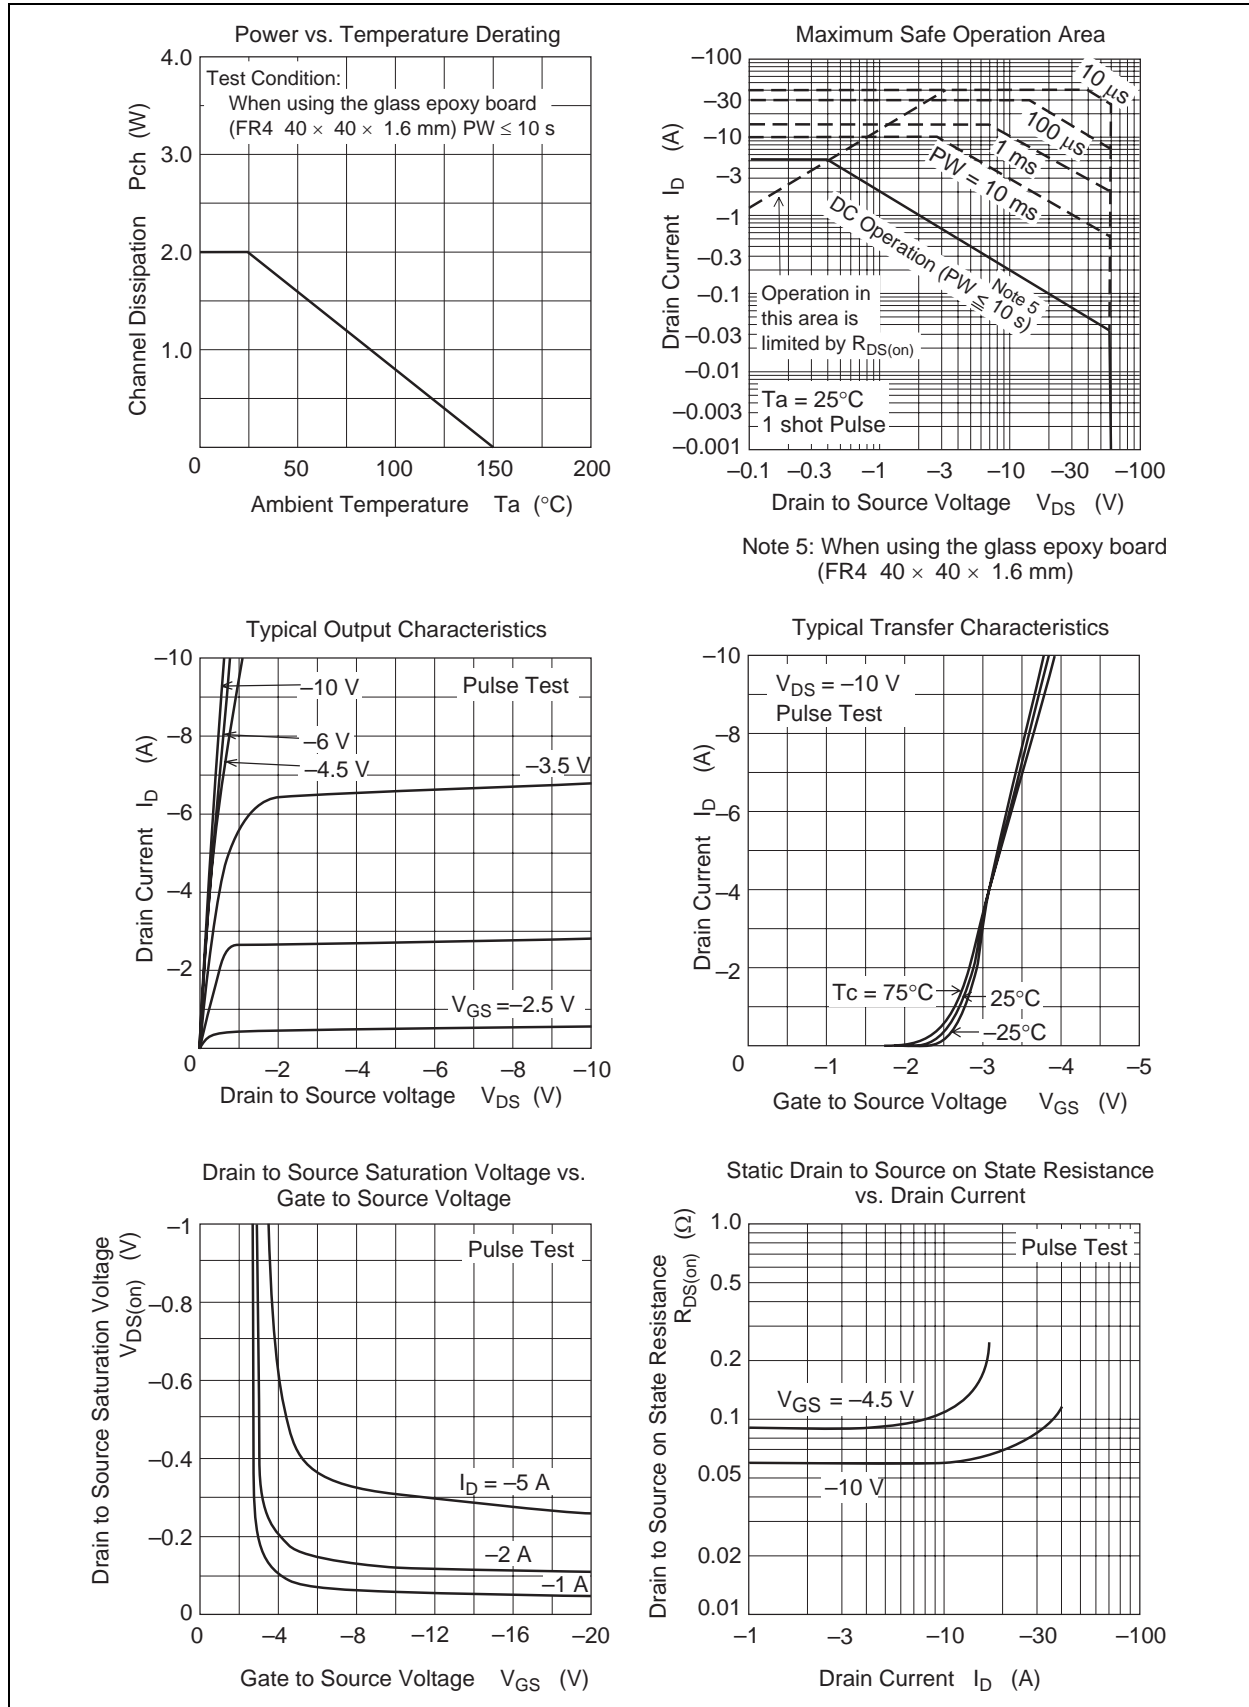 Power vs. Temperature Derating
4.0
3.0
2.0
1.0
0
50
100
150
200
Channel Dissipation Pch (W)
Ambient Temperature Ta (°C)
Test Condition:
When using the glass epoxy board
(FR4 40 × 40 × 1.6 mm) PW ≤ 10 s
Maximum Safe Operation Area
–100
–30
–10
–3
–1
–0.3
–0.1
–0.03
–0.01
–0.003
–0.001
–0.1
–0.3
–1
–3
–10
–30
–100
Drain Current ID (A)
Drain to Source Voltage VDS (V)
10 µs
100 µs
1 ms
PW = 10 ms
DC Operation (PW ≦ 10 s)
Note 5
Operation in
this area is
limited by RDS(on)
Ta = 25°C
1 shot Pulse
Note 5: When using the glass epoxy board
(FR4 40 × 40 × 1.6 mm)
Typical Output Characteristics
–10
–8
–6
–4
–2
0
–2
–4
–6
–8
–10
Drain Current ID (A)
Drain to Source voltage VDS (V)
–10 V
–6 V
–4.5 V
Pulse Test
–3.5 V
VGS = –2.5 V
Typical Transfer Characteristics
–10
–8
–6
–4
–2
0
–1
–2
–3
–4
–5
Drain Current ID (A)
Gate to Source Voltage VGS (V)
VDS = –10 V
Pulse Test
Tc = 75°C
25°C
–25°C
Drain to Source Saturation Voltage vs.
Gate to Source Voltage
–1
–0.8
–0.6
–0.4
–0.2
0
0
–4
–8
–12
–16
–20
Drain to Source Saturation Voltage
VDS(on) (V)
Gate to Source Voltage VGS (V)
Pulse Test
ID = –5 A
–2 A
–1 A
Static Drain to Source on State Resistance
vs. Drain Current
1.0
0.5
0.2
0.1
0.05
0.02
0.01
–1
–3
–10
–30
–100
Drain to Source on State Resistance
RDS(on) (Ω)
Drain Current ID (A)
Pulse Test
VGS = –4.5 V
–10 V